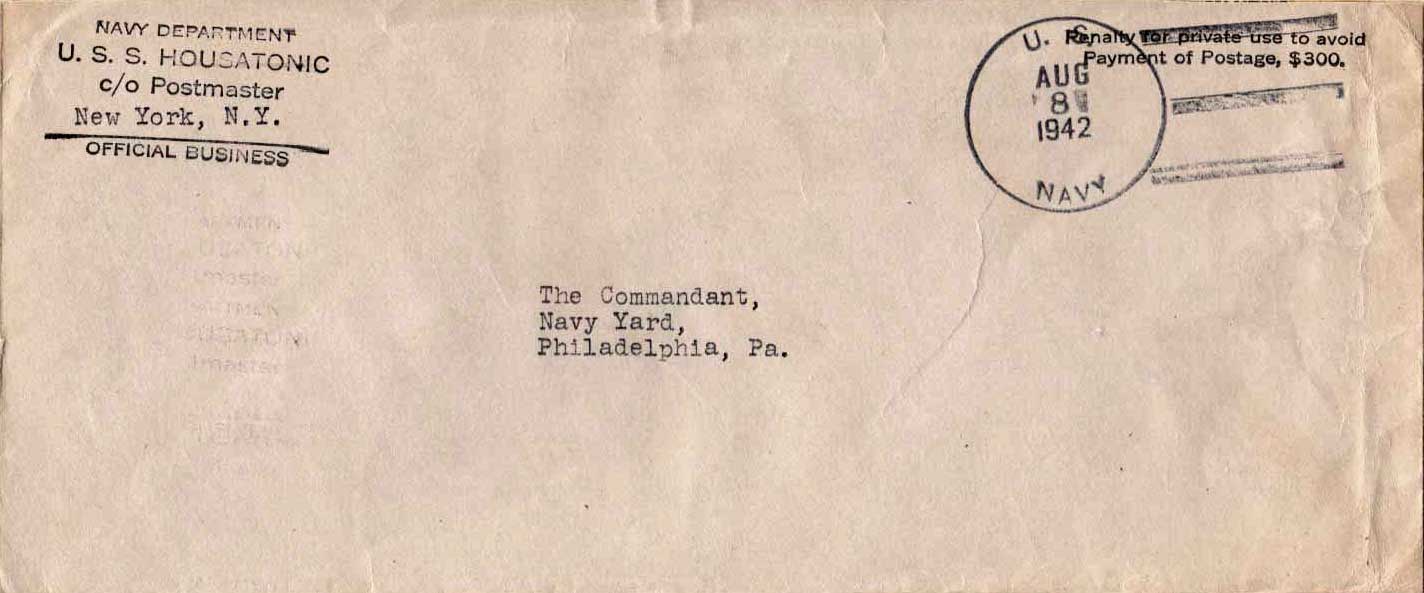 NAVY DEPARTMENT
U. S. S. HOUSATONIC
c/o Postmaster
New York, N.Y.
OFFICIAL BUSINESS
U. S.
AUG
8
1942
NAVY
Penalty for private use to avoid
Payment of Postage, $300.
The Commandant,
Navy Yard,
Philadelphia, Pa.